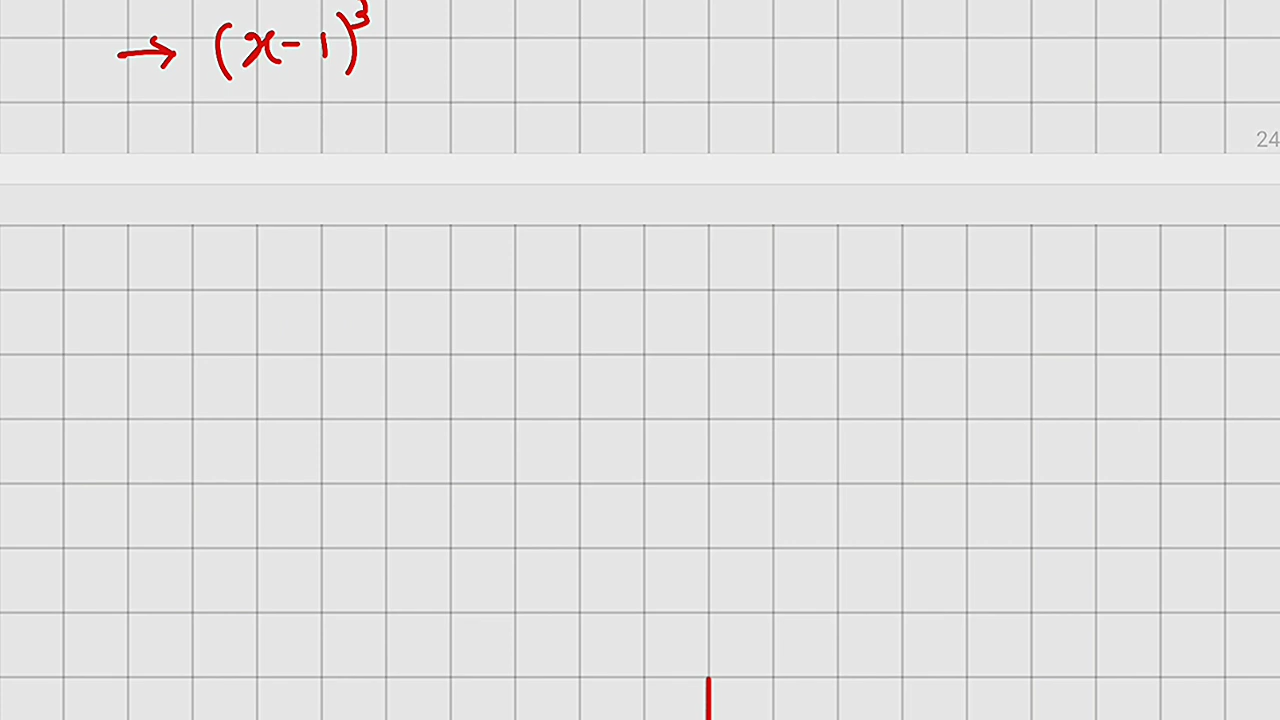 → (x-1)³
24